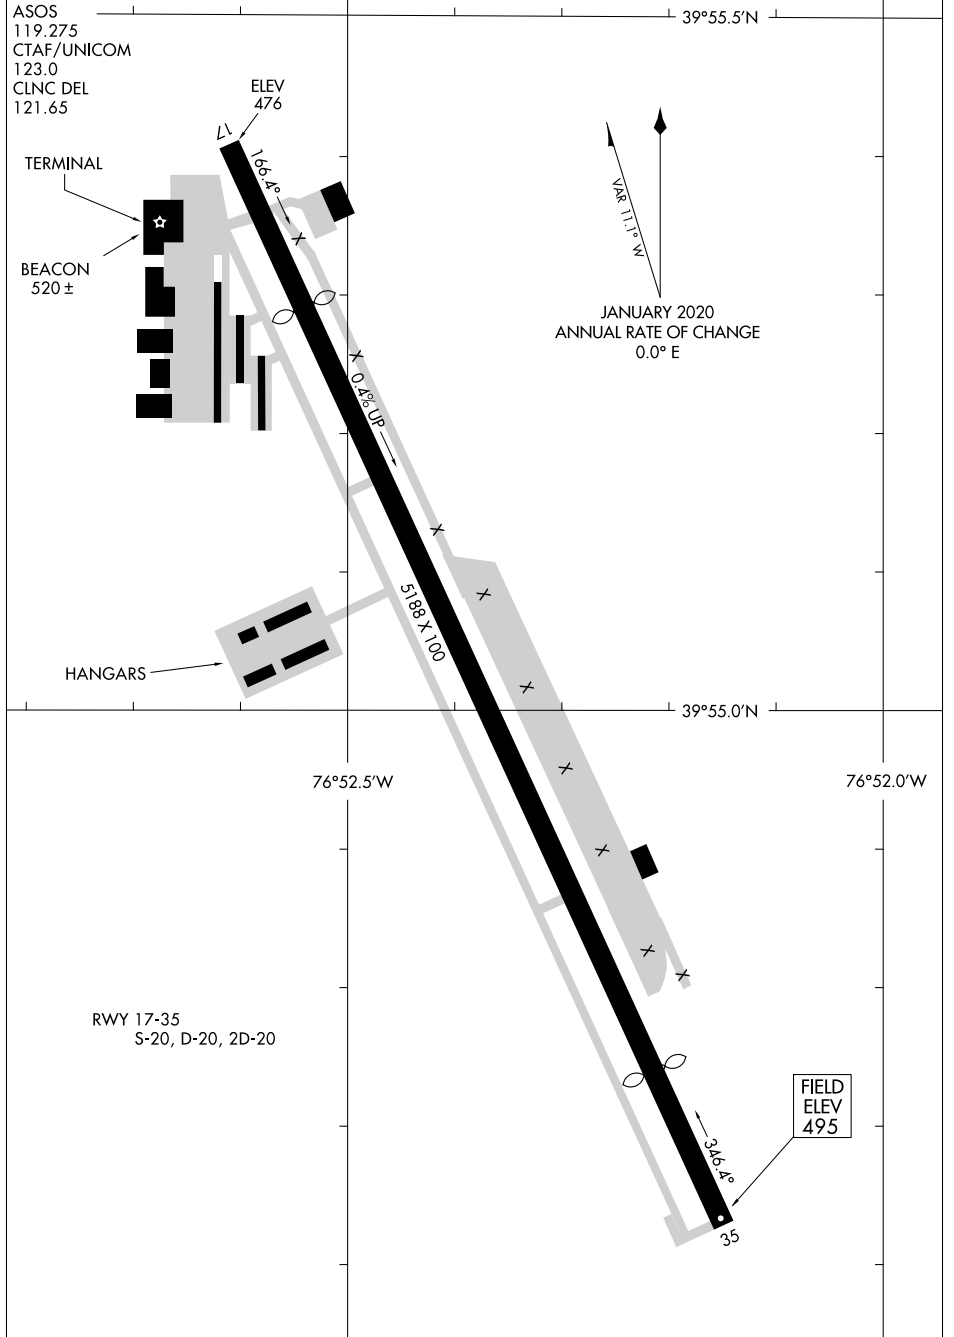 ASOS
119.275
CTAF/UNICOM
123.0
CLNC DEL
121.65
39°55.5'N
ELEV
476
17
166.4°
TERMINAL
BEACON
520 ±
VAR 11.1° W
JANUARY 2020
ANNUAL RATE OF CHANGE
0.0° E
X
X
0.4% UP
X
X
5188 X 100
HANGARS
X
39°55.0'N
X
76°52.5'W
76°52.0'W
X
X
X
RWY 17-35
S-20, D-20, 2D-20
FIELD
ELEV
495
346.4°
35